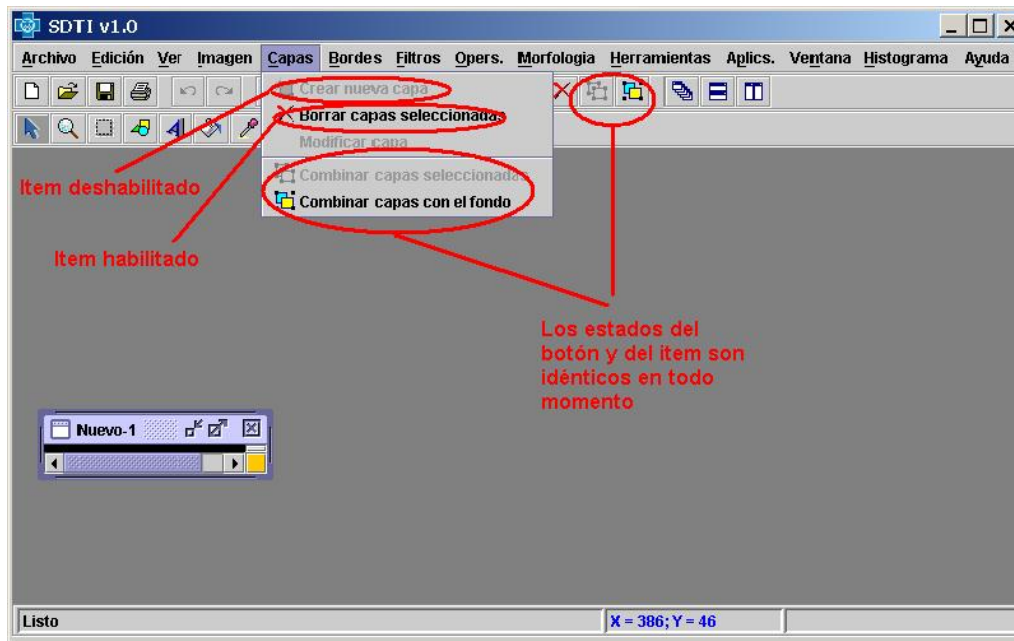 SDTI v1.0
Archivo Edición Ver Imagen Capas Bordes Filtros Opers. Morfologia Herramientas Aplics. Ventana Histograma Ayuda
Crear nueva capa
Borrar capas seleccionadas
Modificar capa
Combinar capas seleccionadas
Combinar capas con el fondo
Item deshabilitado
Item habilitado
Los estados del
botón y del item son
idénticos en todo
momento
Nuevo-1
Listo
X = 386; Y = 46